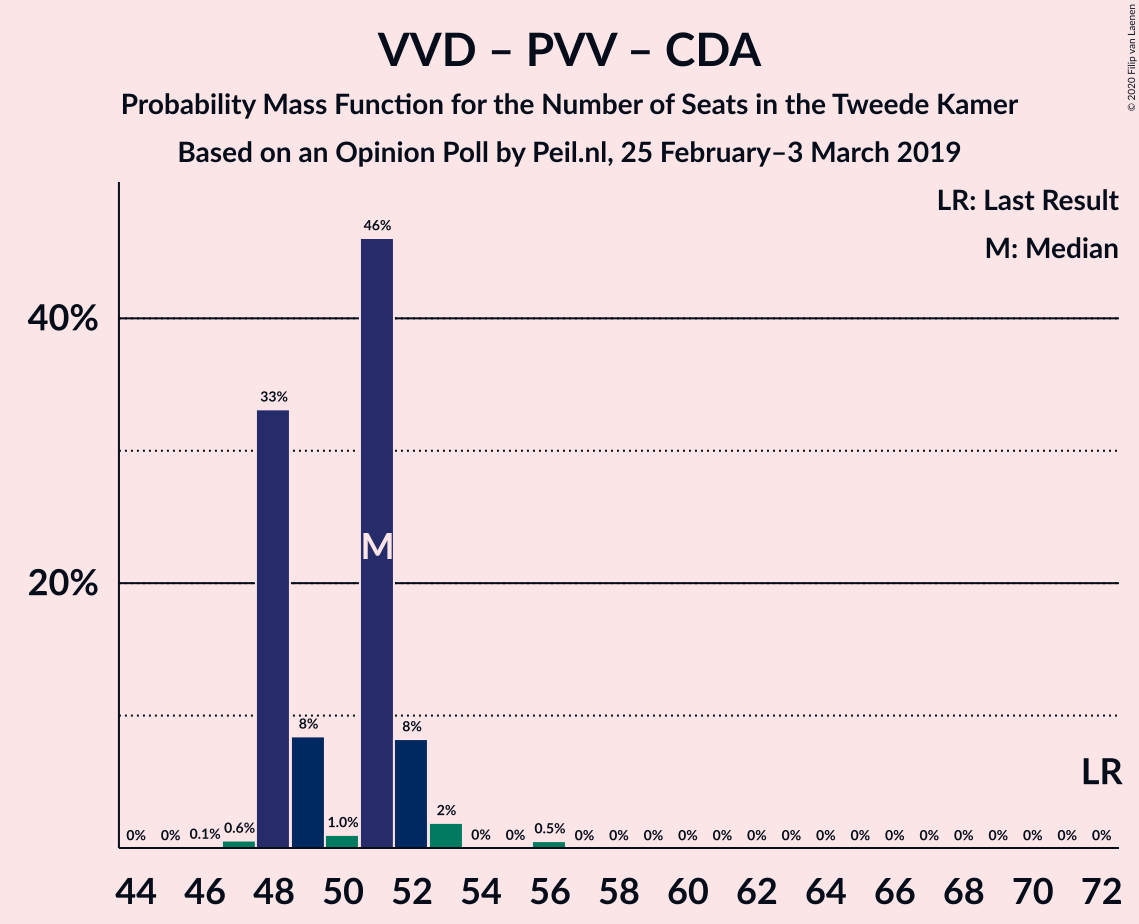 VVD – PVV – CDA
Probability Mass Function for the Number of Seats in the Tweede Kamer
Based on an Opinion Poll by Peil.nl, 25 February–3 March 2019
© 2020 Filip van Laenen
LR: Last Result
M: Median
40%
20%
0% 0% 0.1% 0.6% 33% 8% 1.0% 46% 8% 2% 0% 0% 0.5% 0% 0% 0% 0% 0% 0% 0% 0% 0% 0% 0% 0% 0% 0% 0% 0%
M
LR
44 46 48 50 52 54 56 58 60 62 64 66 68 70 72